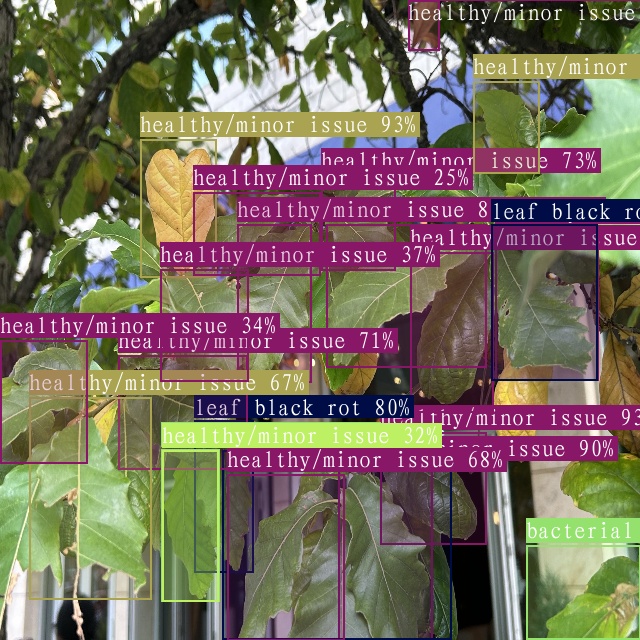 healthy/minor issue
healthy/minor
healthy/minor issue 93%
healthy/minor issue 73%
healthy/minor issue 25%
healthy/minor issue 8
leaf black ro
healthy/minor issue
healthy/minor issue 37%
healthy/minor issue 34%
healthy/minor issue 71%
healthy/minor issue 67%
leaf black rot 80%
healthy/minor issue 93
healthy/minor issue 32%
issue 90%
healthy/minor issue 68%
bacterial